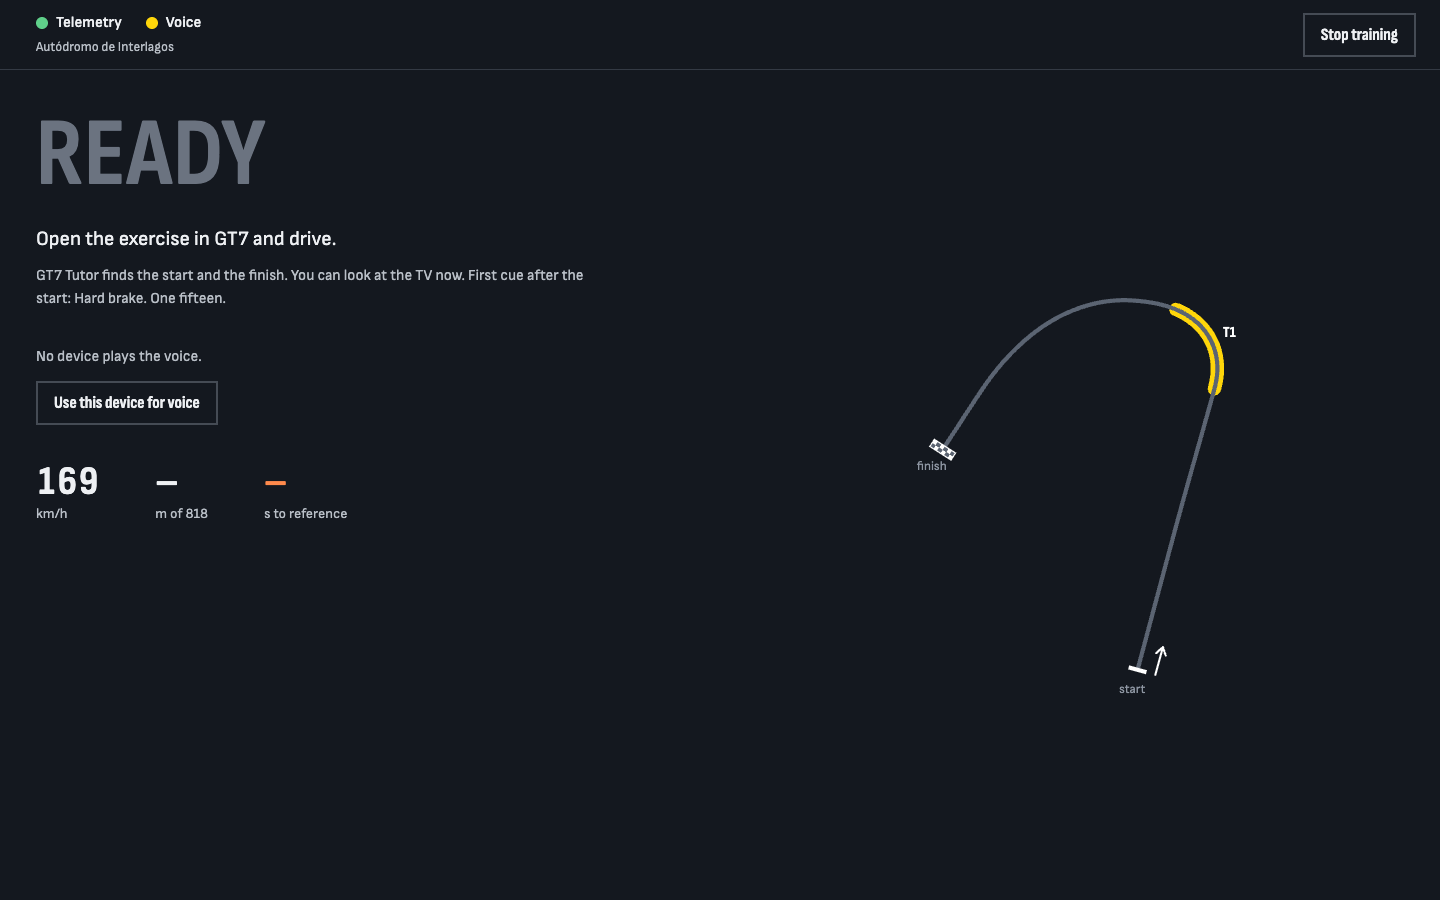 Telemetry
Voice
Autódromo de Interlagos
Stop training
READY
Open the exercise in GT7 and drive.
GT7 Tutor finds the start and the finish. You can look at the TV now. First cue after the
start: Hard brake. One fifteen.
No device plays the voice.
Use this device for voice
169
km/h
–
m of 818
–
s to reference
T1
finish
start